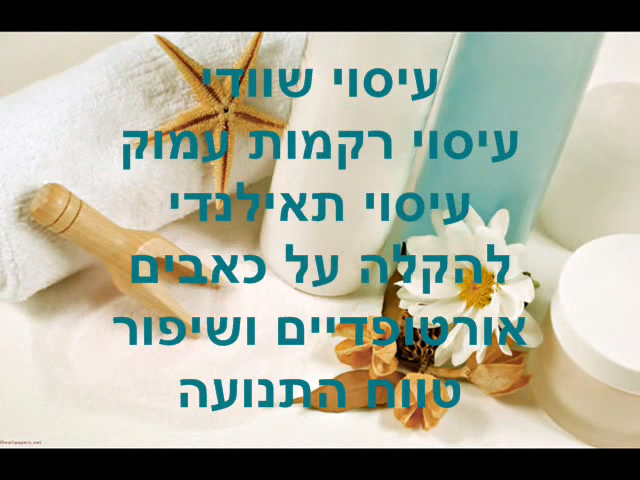 עיסוי שוודי
עיסוי רקמות עמוק
עיסוי תאילנדי
להקלה על כאבים
אורטופדיים ושיפור
טווח התנועה